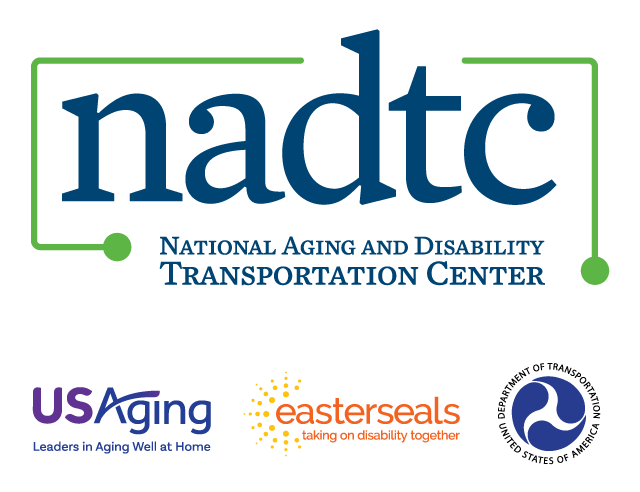 nadtc
NATIONAL AGING AND DISABILITY
TRANSPORTATION CENTER
USAging
Leaders in Aging Well at Home
easterseals
taking on disability together
DEPARTMENT OF TRANSPORTATION
UNITED STATES OF AMERICA